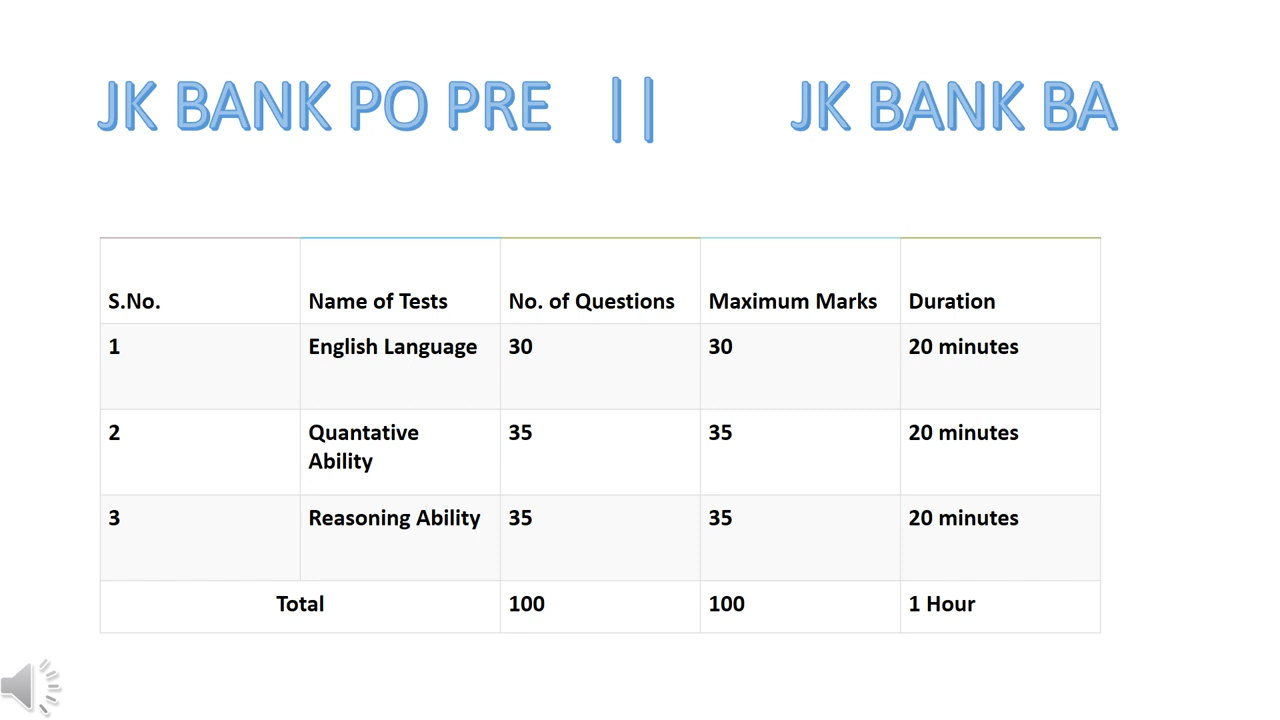 JK BANK PO PRE || JK BANK BA
S.No. Name of Tests No. of Questions Maximum Marks Duration
1 English Language 30 30 20 minutes
2 Quantative Ability 35 35 20 minutes
3 Reasoning Ability 35 35 20 minutes
Total 100 100 1 Hour